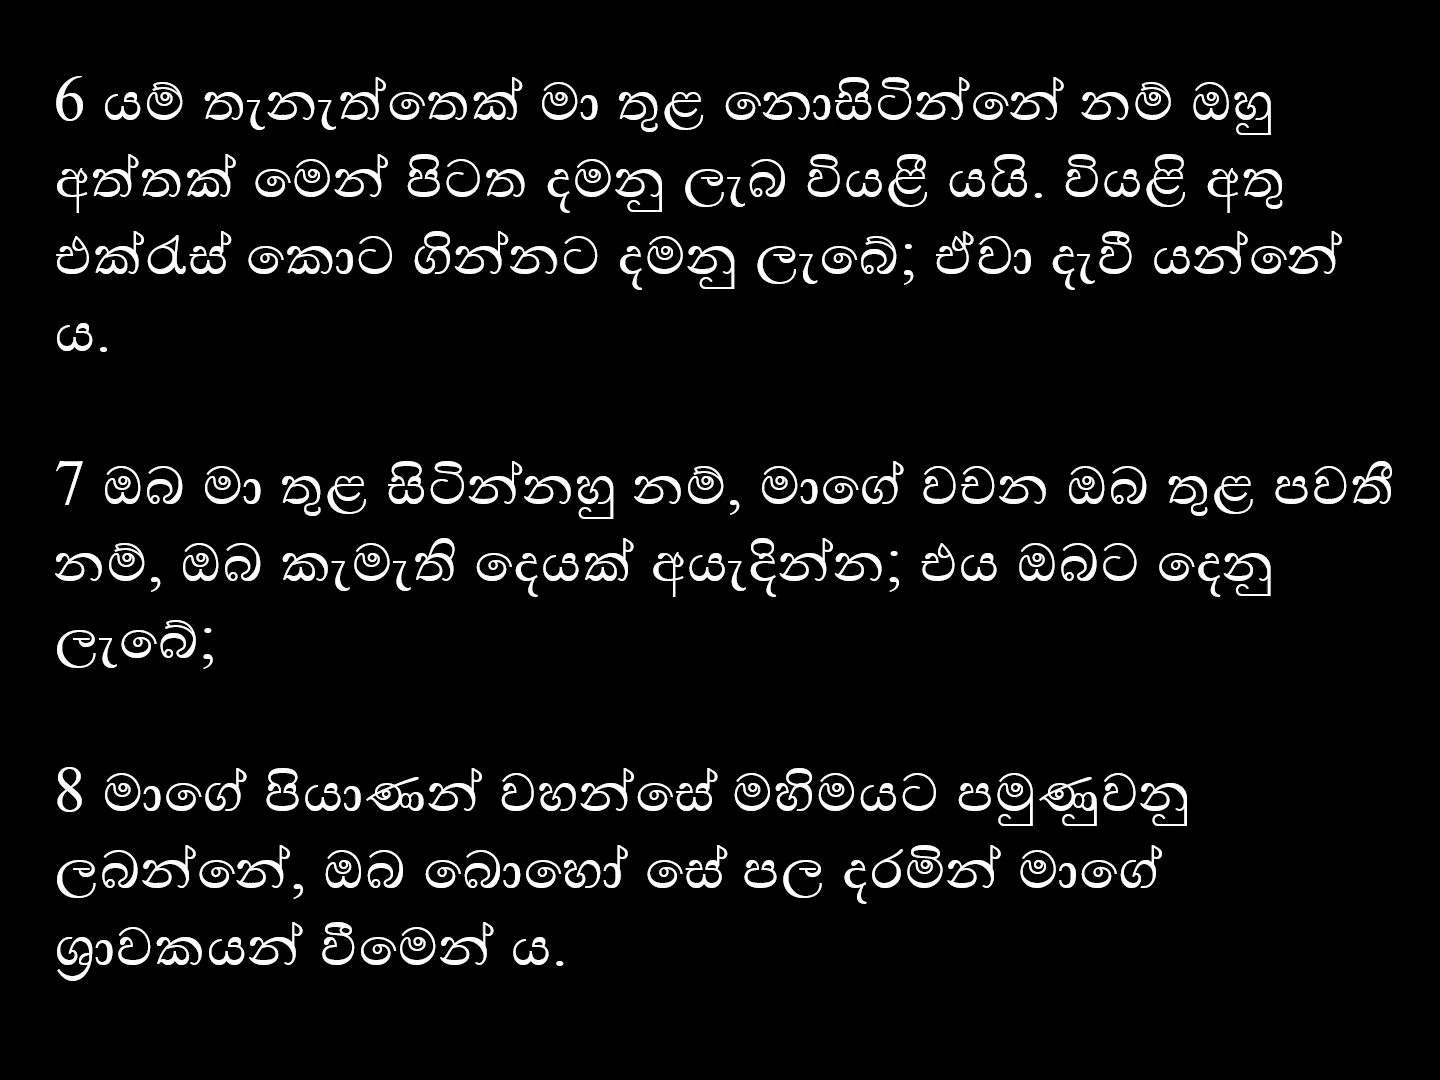 6 යම් තැනැත්තෙක් මා තුළ නොසිටින්නේ නම් ඔහු
අත්තක් මෙන් පිටත දමනු ලැබ වියළී යයි. වියළි අතු
එක්රැස් කොට ගින්නට දමනු ලැබේ; ඒවා දැවී යන්නේ
ය.
7 ඔබ මා තුළ සිටින්නහු නම්, මාගේ වචන ඔබ තුළ පවතී
නම්, ඔබ කැමැති දෙයක් අයැදින්න; එය ඔබට දෙනු
ලැබේ;
8 මාගේ පියාණන් වහන්සේ මහිමයට පමුණුවනු
ලබන්නේ, ඔබ බොහෝ සේ පල දරමින් මාගේ
ශ්‍රාවකයන් වීමෙන් ය.